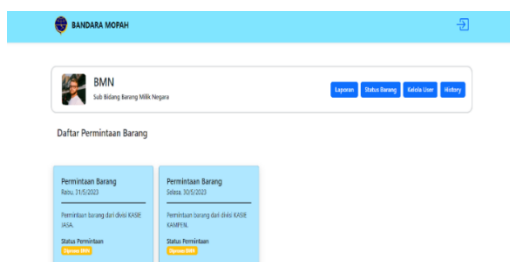 BANDARA MOPAH
BMN
Sub Bidang Barang Milik Negara
Laporan Status Barang Kelola User History
Daftar Permintaan Barang
Permintaan Barang
Rabu, 31/5/2023
Permintaan barang dari divisi KASIE
JASA.
Status Permintaan
Permintaan Barang
Selasa, 30/5/2023
Permintaan barang dari divisi KASIE
KAMPEN.
Status Permintaan